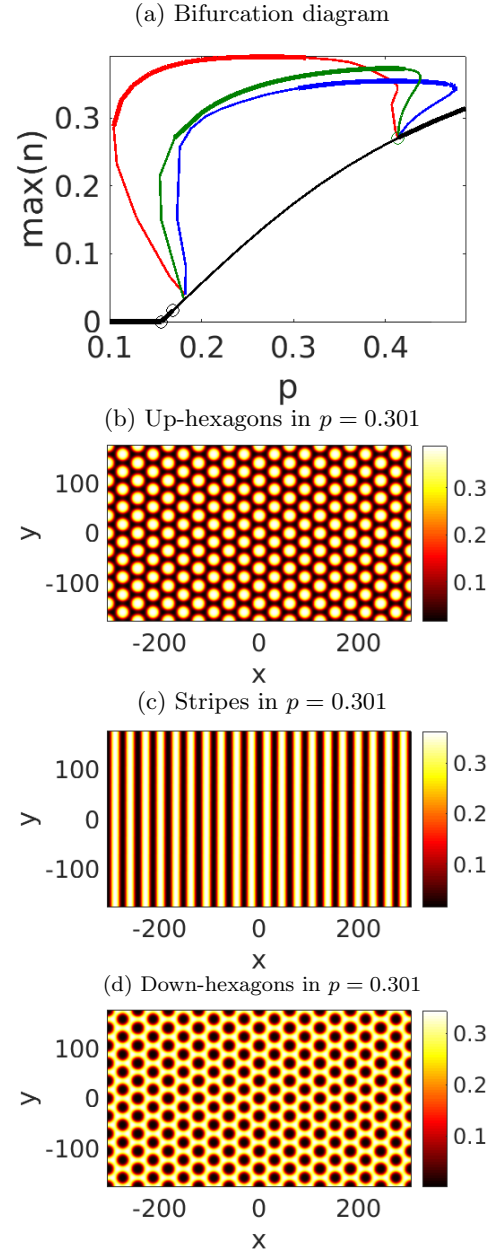 (a) Bifurcation diagram
max(n)
0.3
0.2
0.1
0
0.1 0.2 0.3 0.4
p
(b) Up-hexagons in p = 0.301
y
100
0
-100
-200 0 200
x
0.3
0.2
0.1
(c) Stripes in p = 0.301
y
100
0
-100
-200 0 200
x
0.3
0.2
0.1
(d) Down-hexagons in p = 0.301
y
100
0
-100
-200 0 200
x
0.3
0.2
0.1